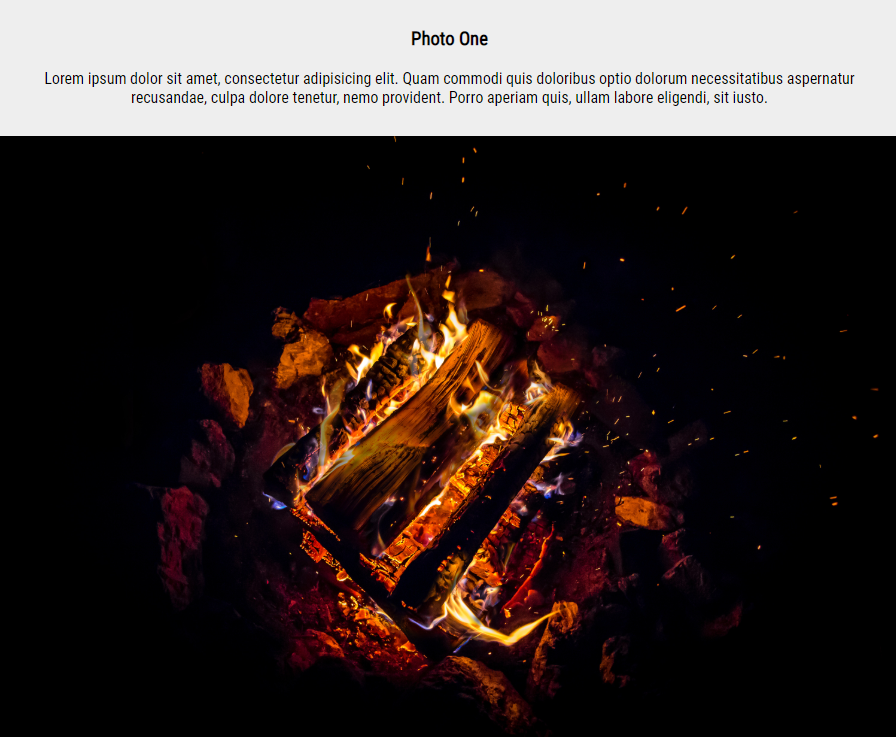 Photo One
Lorem ipsum dolor sit amet, consectetur adipisicing elit. Quam commodi quis doloribus optio dolorum necessitatibus aspernatur
recusandae, culpa dolore tenetur, nemo provident. Porro aperiam quis, ullam labore eligendi, sit iusto.